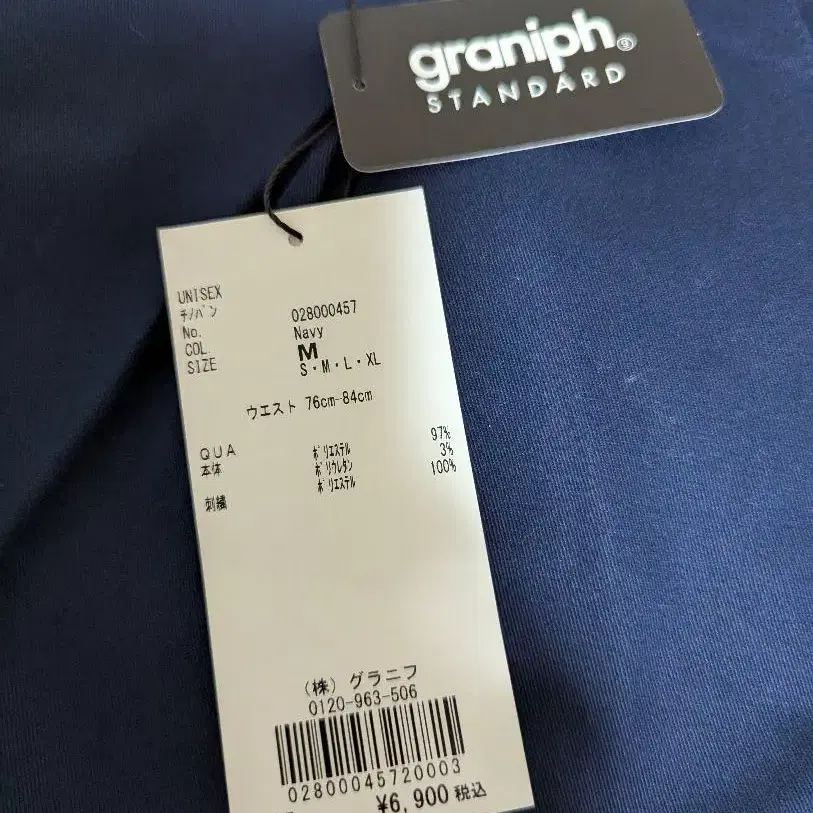 graniph®
STANDARD
UNISEX
チノパン
No. 028000457
COL. Navy
SIZE M
S・M・L・XL
ウエスト 76cm-84cm
QUA
本体 ポリエステル 97%
ポリウレタン 3%
刺繍 ポリエステル 100%
(株) グラニフ
0120-963-506
02800045720003
¥6,900 税込